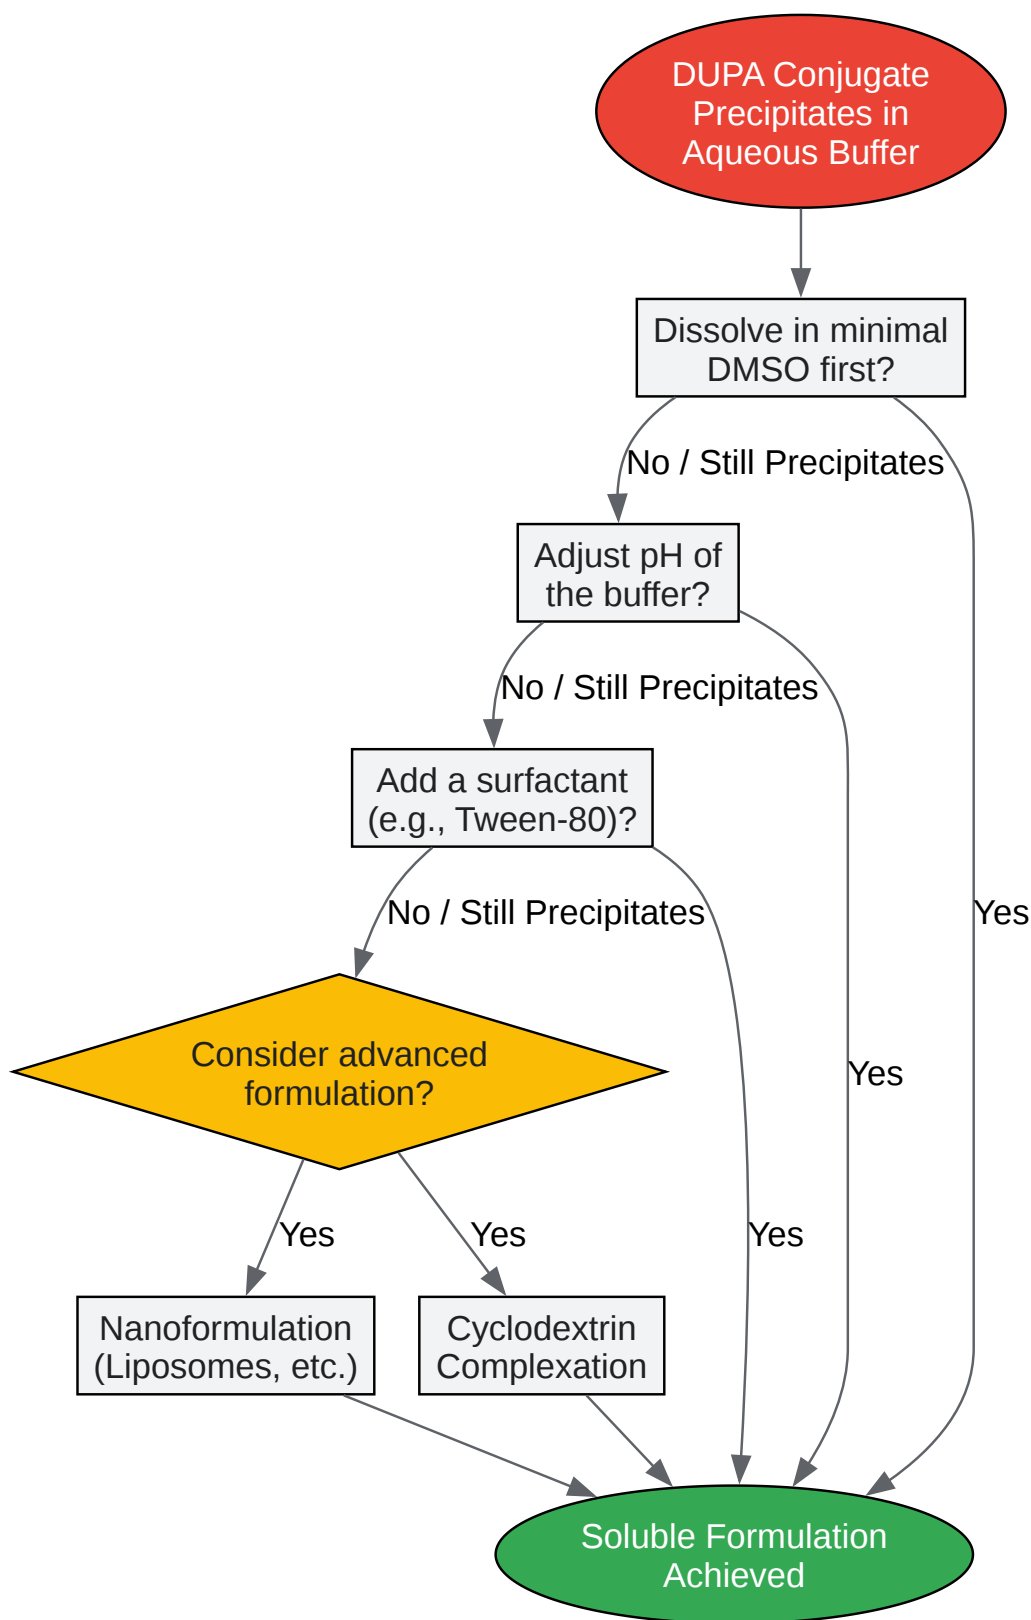 DUPA Conjugate
Precipitates in
Aqueous Buffer
Dissolve in minimal
DMSO first?
No / Still Precipitates
Adjust pH of
the buffer?
No / Still Precipitates
Add a surfactant
(e.g., Tween-80)?
No / Still Precipitates
Yes
Consider advanced
formulation?
Yes
Yes
Yes
Yes
Nanoformulation
(Liposomes, etc.)
Cyclodextrin
Complexation
Soluble Formulation
Achieved